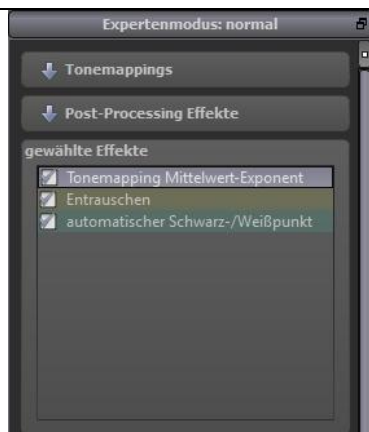 Expertenmodus: normal
Tonemappings
Post-Processing Effekte
gewählte Effekte
Tonemapping Mittelwert-Exponent
Entrauschen
automatischer Schwarz-/Weißpunkt